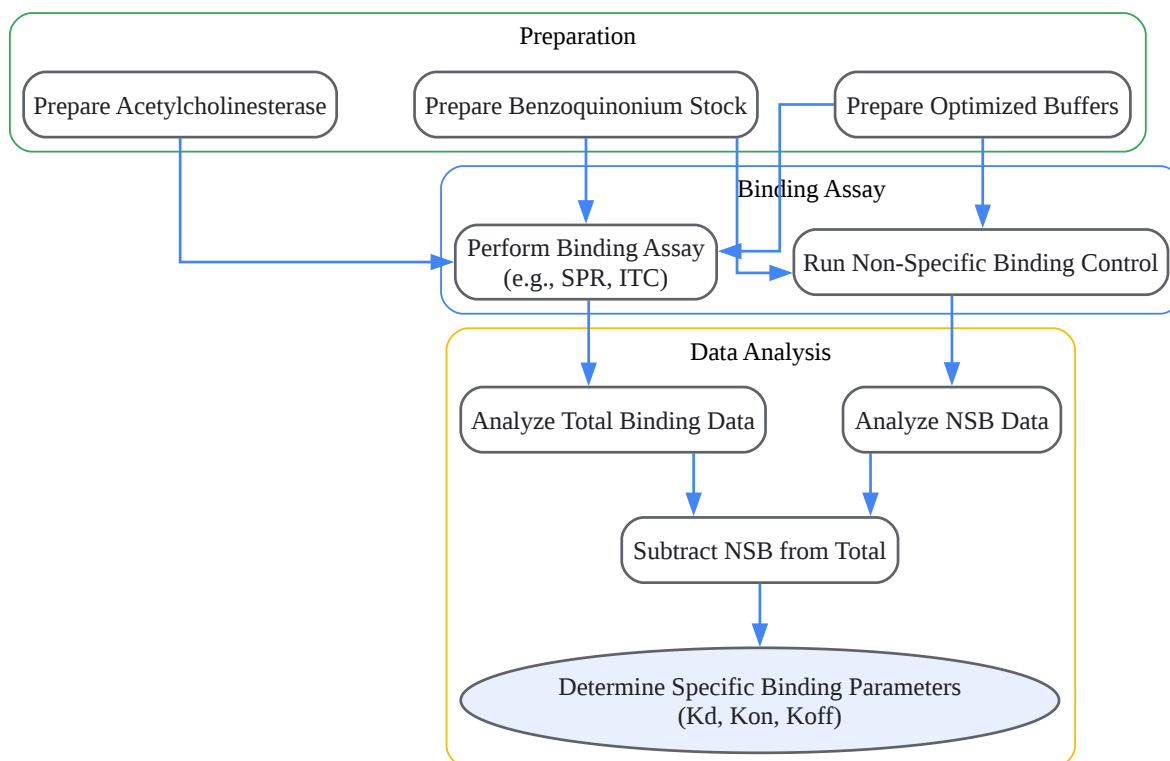 Preparation
Prepare Acetylcholinesterase
Prepare Benzoquinonium Stock
Prepare Optimized Buffers
Binding Assay
Perform Binding Assay
(e.g., SPR, ITC)
Run Non-Specific Binding Control
Data Analysis
Analyze Total Binding Data
Analyze NSB Data
Subtract NSB from Total
Determine Specific Binding Parameters
(Kd, Kon, Koff)